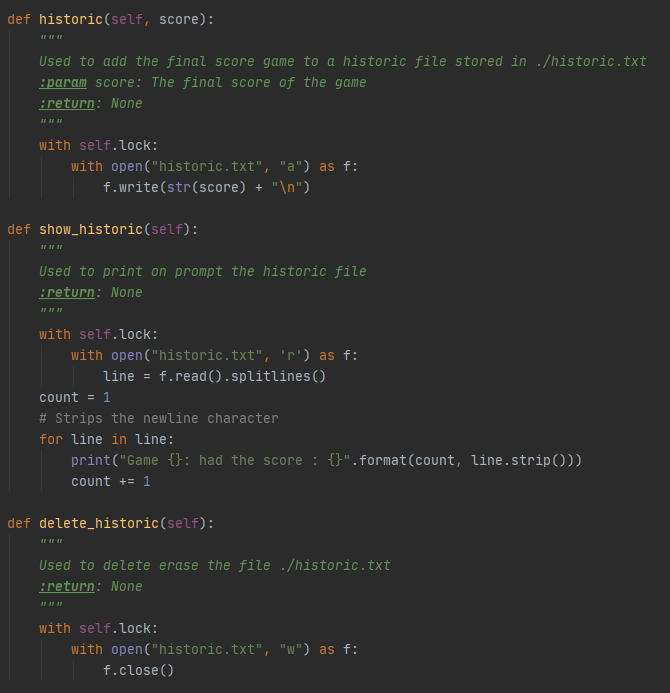 def historic(self, score):
    """
    Used to add the final score game to a historic file stored in ./historic.txt
    :param score: The final score of the game
    :return: None
    """
    with self.lock:
        with open("historic.txt", "a") as f:
            f.write(str(score) + "\n")

def show_historic(self):
    """
    Used to print on prompt the historic file
    :return: None
    """
    with self.lock:
        with open("historic.txt", 'r') as f:
            line = f.read().splitlines()
    count = 1
    # Strips the newline character
    for line in line:
        print("Game {}: had the score : {}".format(count, line.strip()))
        count += 1

def delete_historic(self):
    """
    Used to delete erase the file ./historic.txt
    :return: None
    """
    with self.lock:
        with open("historic.txt", "w") as f:
            f.close()